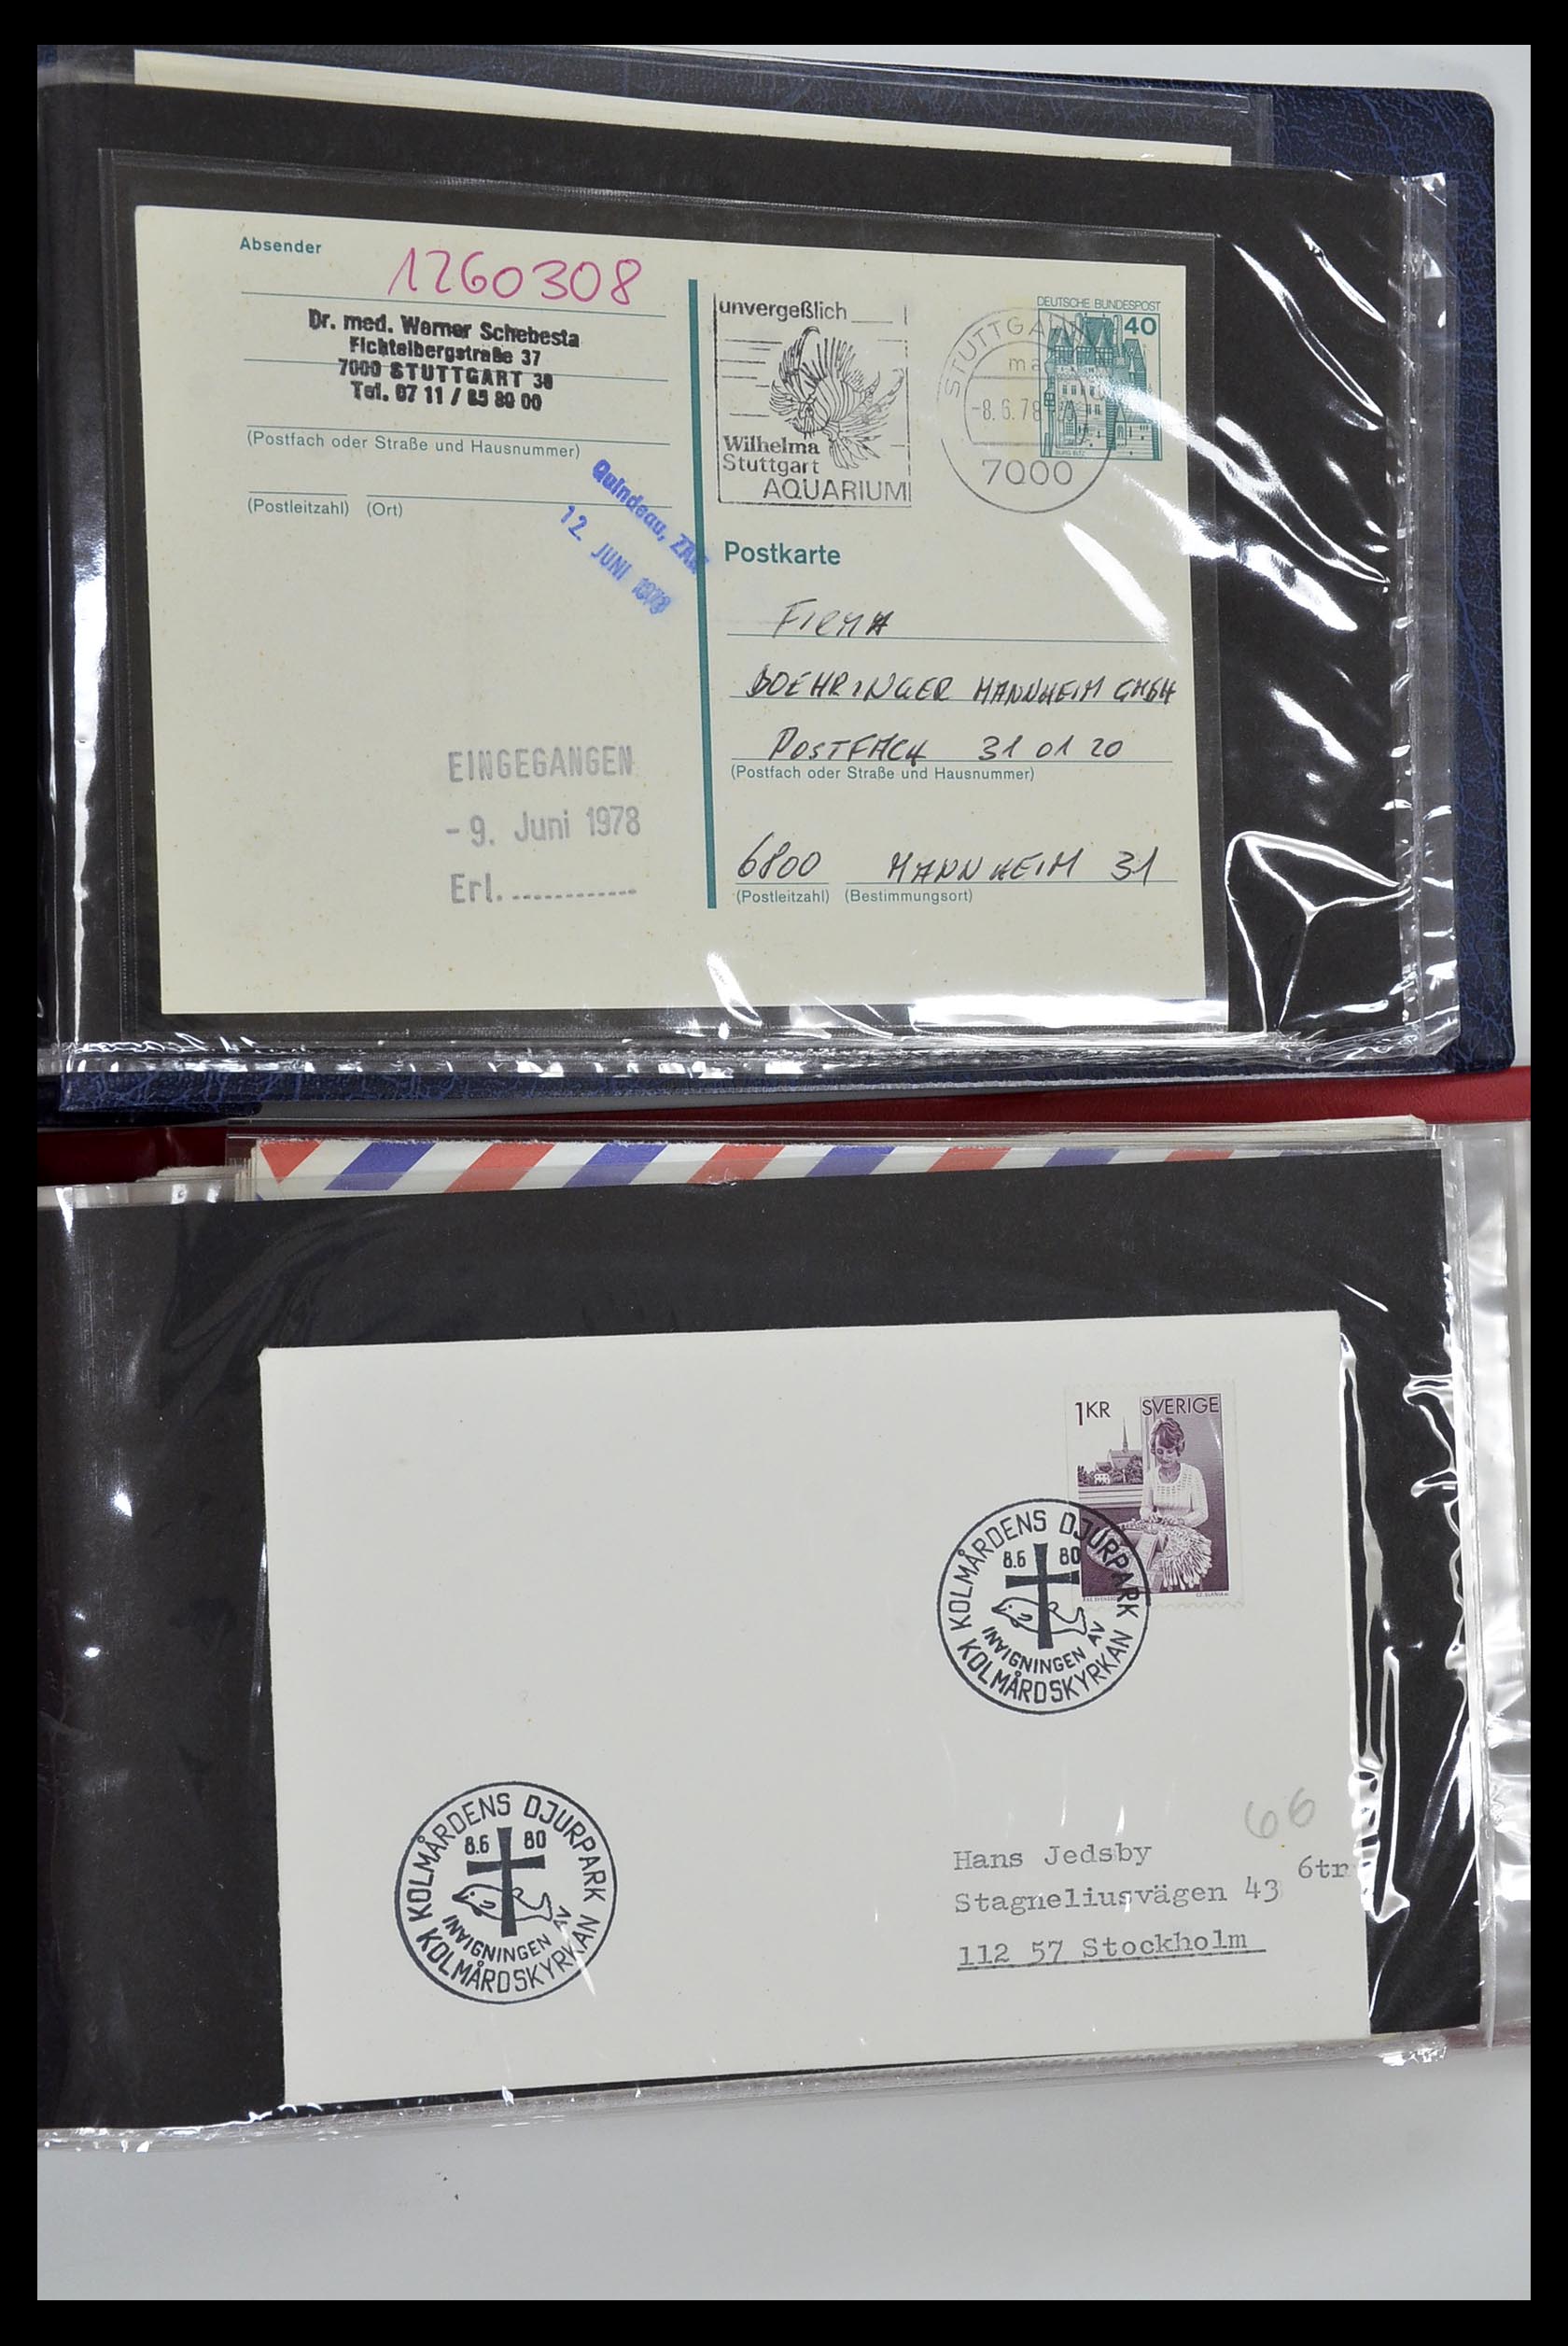 Absender
1260308
Dr. med. Werner Schebesta
Fichtelbergstraße 37
7000 STUTTGART 30
Tel. 07 11 / 85 80 00
(Postfach oder Straße und Hausnummer)
(Postleitzahl) (Ort)
Quindeau,
12. JUNI 1978
EINGEGANGEN
-9. Juni 1978
Erl.
unvergeßlich
Wilhelma
Stuttgart
AQUARIUM
STUTTGART
ma
-8.6.78
7000
DEUTSCHE BUNDESPOST
40
BURG ELTZ
Postkarte
FIRMA
BOEHRINGER MANNHEIM GMBH
POSTFACH 31 01 20
(Postfach oder Straße und Hausnummer)
6800 MANNHEIM 31
(Postleitzahl) (Bestimmungsort)
1KR SVERIGE
KOLMÅRDENS DJURPARK
8.6 80
INVIGNINGEN AV
KOLMÅRDSKYRKAN
KOLMÅRDENS DJURPARK
8.6 80
INVIGNINGEN AV
KOLMÅRDSKYRKAN
66
Hans Jedsby
Stagneliusvägen 43 6tr
112 57 Stockholm